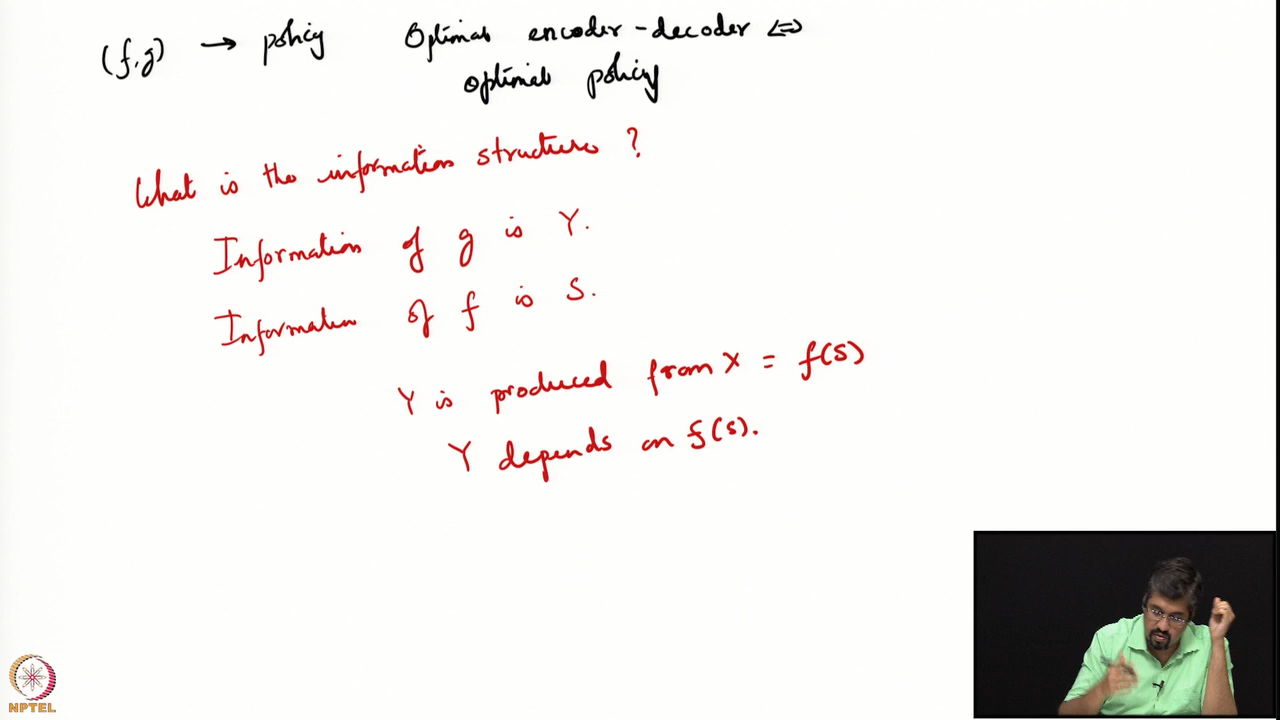 (f,g) → policy Optimal encoder-decoder ⇔
optimal policy
What is the information structure ?
Information of g is Y.
Information of f is S.
Y is produced from X = f(S)
Y depends on f(S).
NPTEL